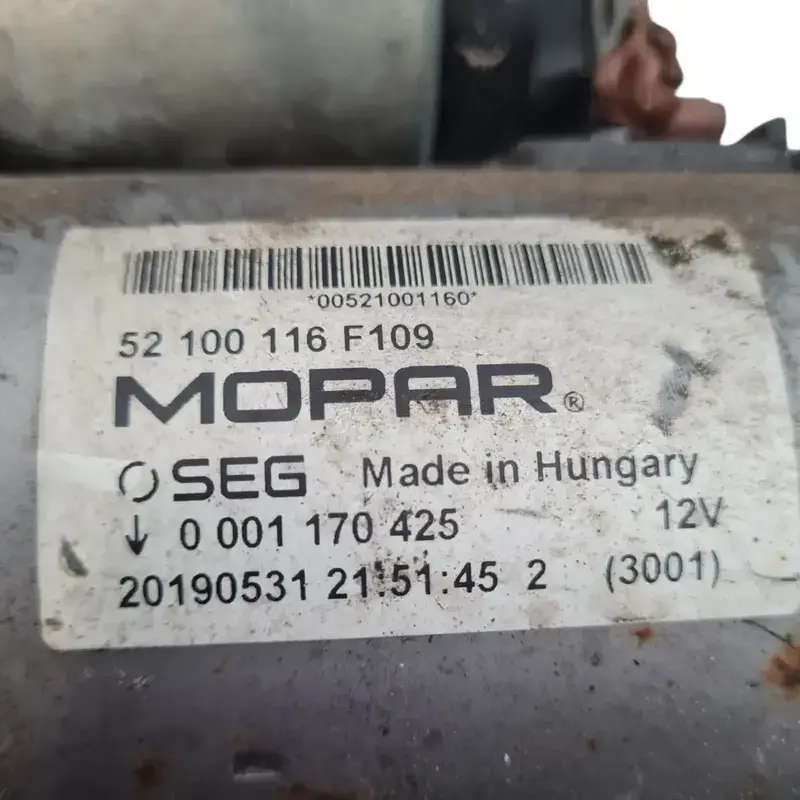 *00521001160*
52 100 116 F109
MOPAR®
SEG Made in Hungary
↓ 0 001 170 425 12V
20190531 21:51:45 2 (3001)